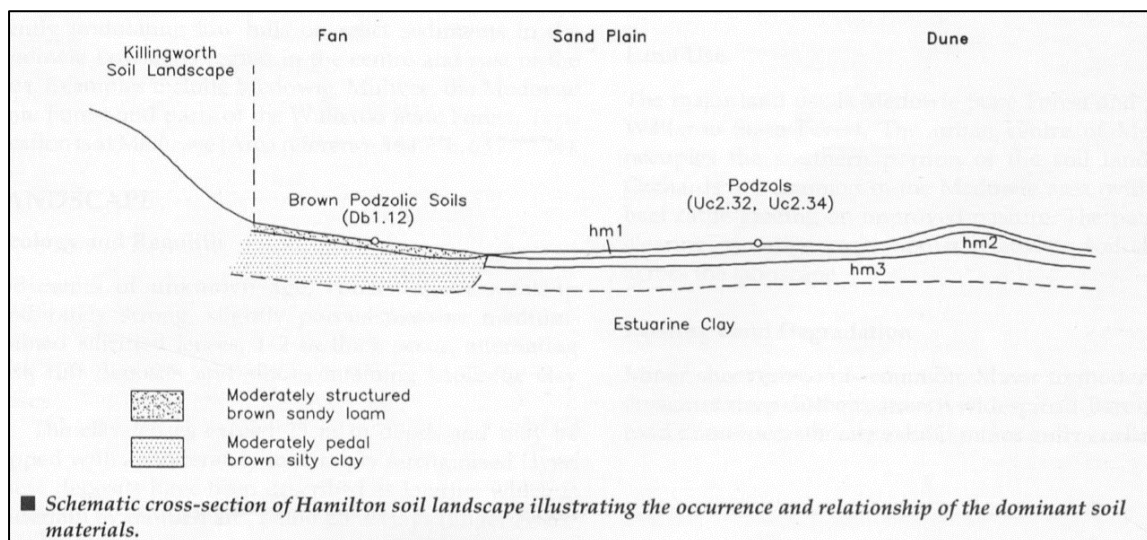 Fan
Sand Plain
Dune
Killingworth
Soil Landscape
Brown Podzolic Soils
(Db1.12)
Podzols
(Uc2.32, Uc2.34)
hm1
hm2
hm3
Estuarine Clay
Moderately structured
brown sandy loam
Moderately pedal
brown silty clay
■ Schematic cross-section of Hamilton soil landscape illustrating the occurrence and relationship of the dominant soil
materials.